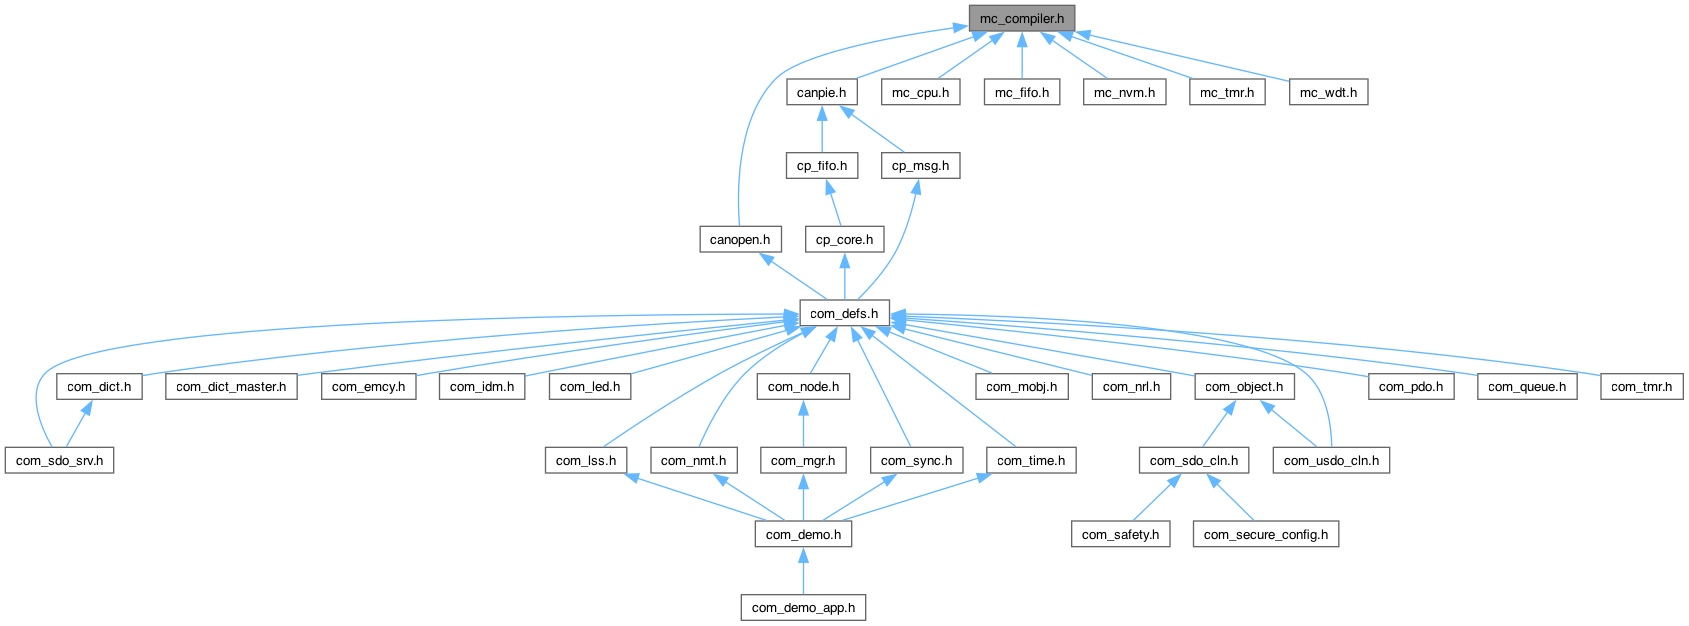 mc_compiler.h
canpie.h
mc_cpu.h
mc_fifo.h
mc_nvm.h
mc_tmr.h
mc_wdt.h
cp_fifo.h
cp_msg.h
canopen.h
cp_core.h
com_defs.h
com_dict.h
com_dict_master.h
com_emcy.h
com_idm.h
com_led.h
com_node.h
com_mobj.h
com_nrl.h
com_object.h
com_pdo.h
com_queue.h
com_tmr.h
com_sdo_srv.h
com_lss.h
com_nmt.h
com_mgr.h
com_sync.h
com_time.h
com_sdo_cln.h
com_usdo_cln.h
com_demo.h
com_safety.h
com_secure_config.h
com_demo_app.h